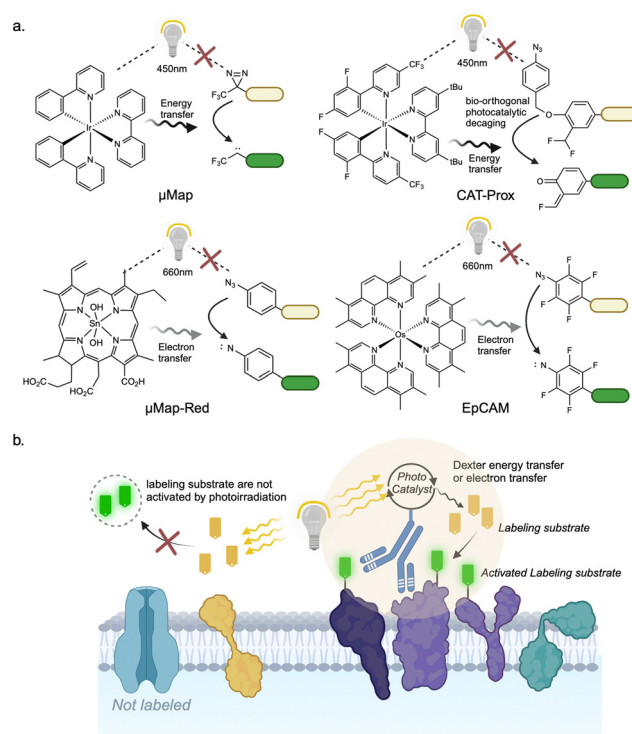 a.
450nm
F₃C
N
N
Ir
Energy
transfer
F₃C
µMap
450nm
N₃
CF₃
F
tBu
F
N
N
Ir
bio-orthogonal
photocatalytic
decaging
O
F
F
F
tBu
F
CF₃
Energy
transfer
O
F
CAT-Prox
660nm
N₃
OH
Sn
OH
N
Electron
transfer
HO₂C
HO₂C
CO₂H
µMap-Red
660nm
N₃
F
F
F
F
N
Os
Electron
transfer
N
F
F
F
F
EpCAM
b.
labeling substrate are not
activated by photoirradiation
Photo
Catalyst
Dexter energy transfer
or electron transfer
Labeling substrate
Activated Labeling substrate
Not labeled